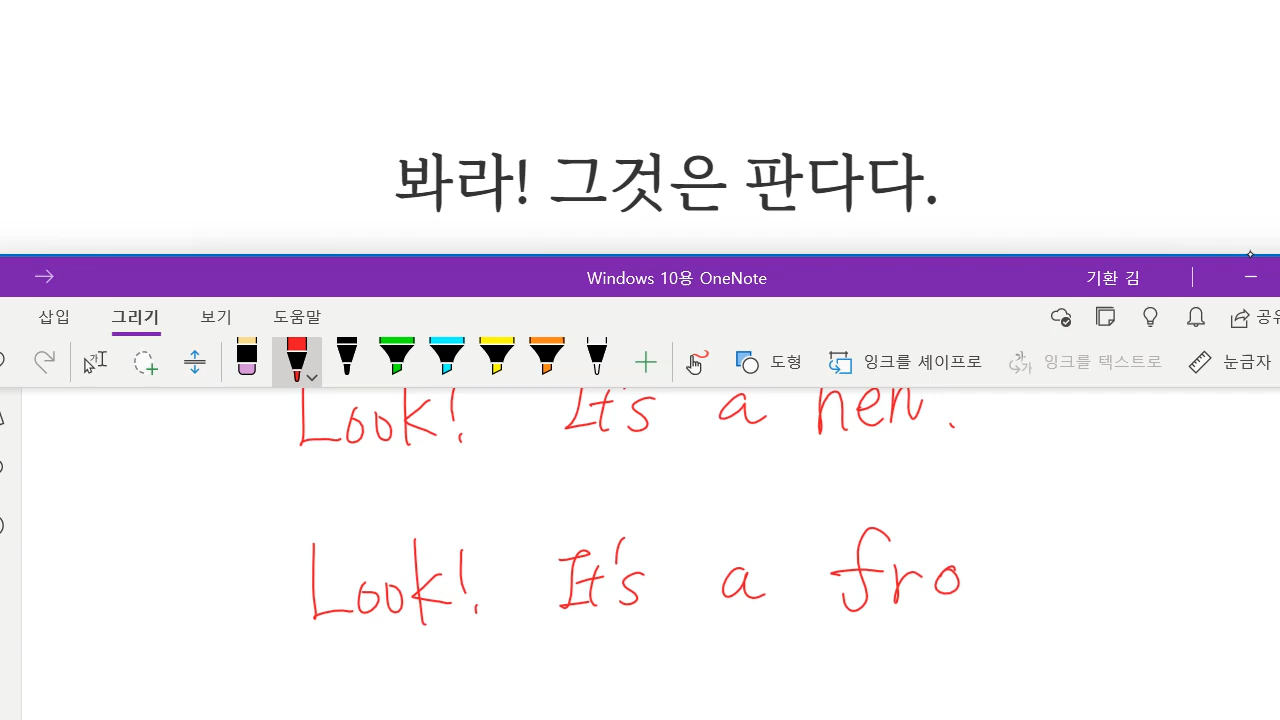 봐라! 그것은 판다다.
Windows 10용 OneNote
기환 김
삽입 그리기 보기 도움말
공유
도형 잉크를 셰이프로 잉크를 텍스트로 눈금자
Look! It's a hen.
Look! It's a fro